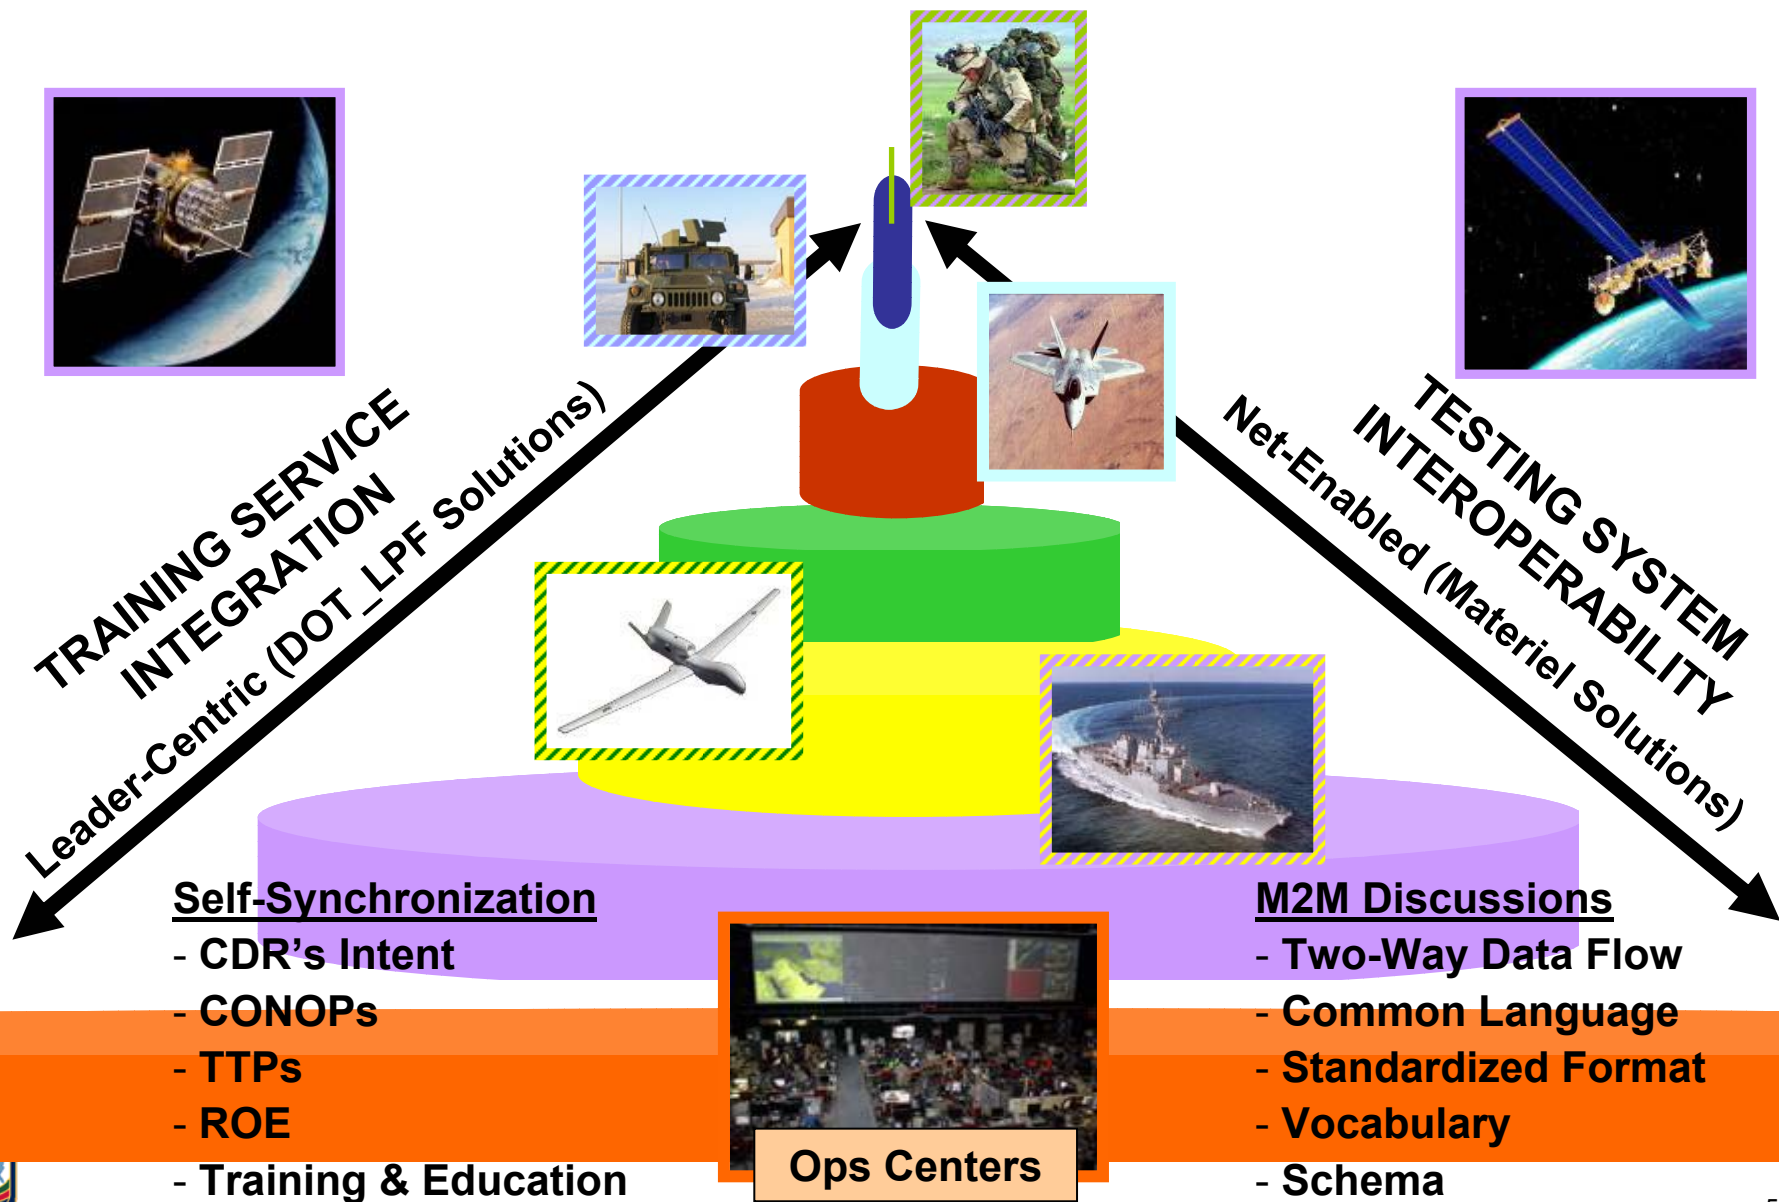 TRAINING SERVICE
INTEGRATION
Leader-Centric (DOT_LPF Solutions)
TESTING SYSTEM
INTEROPERABILITY
Net-Enabled (Materiel Solutions)
Self-Synchronization
- CDR's Intent
- CONOPs
- TTPs
- ROE
- Training & Education
Ops Centers
M2M Discussions
- Two-Way Data Flow
- Common Language
- Standardized Format
- Vocabulary
- Schema